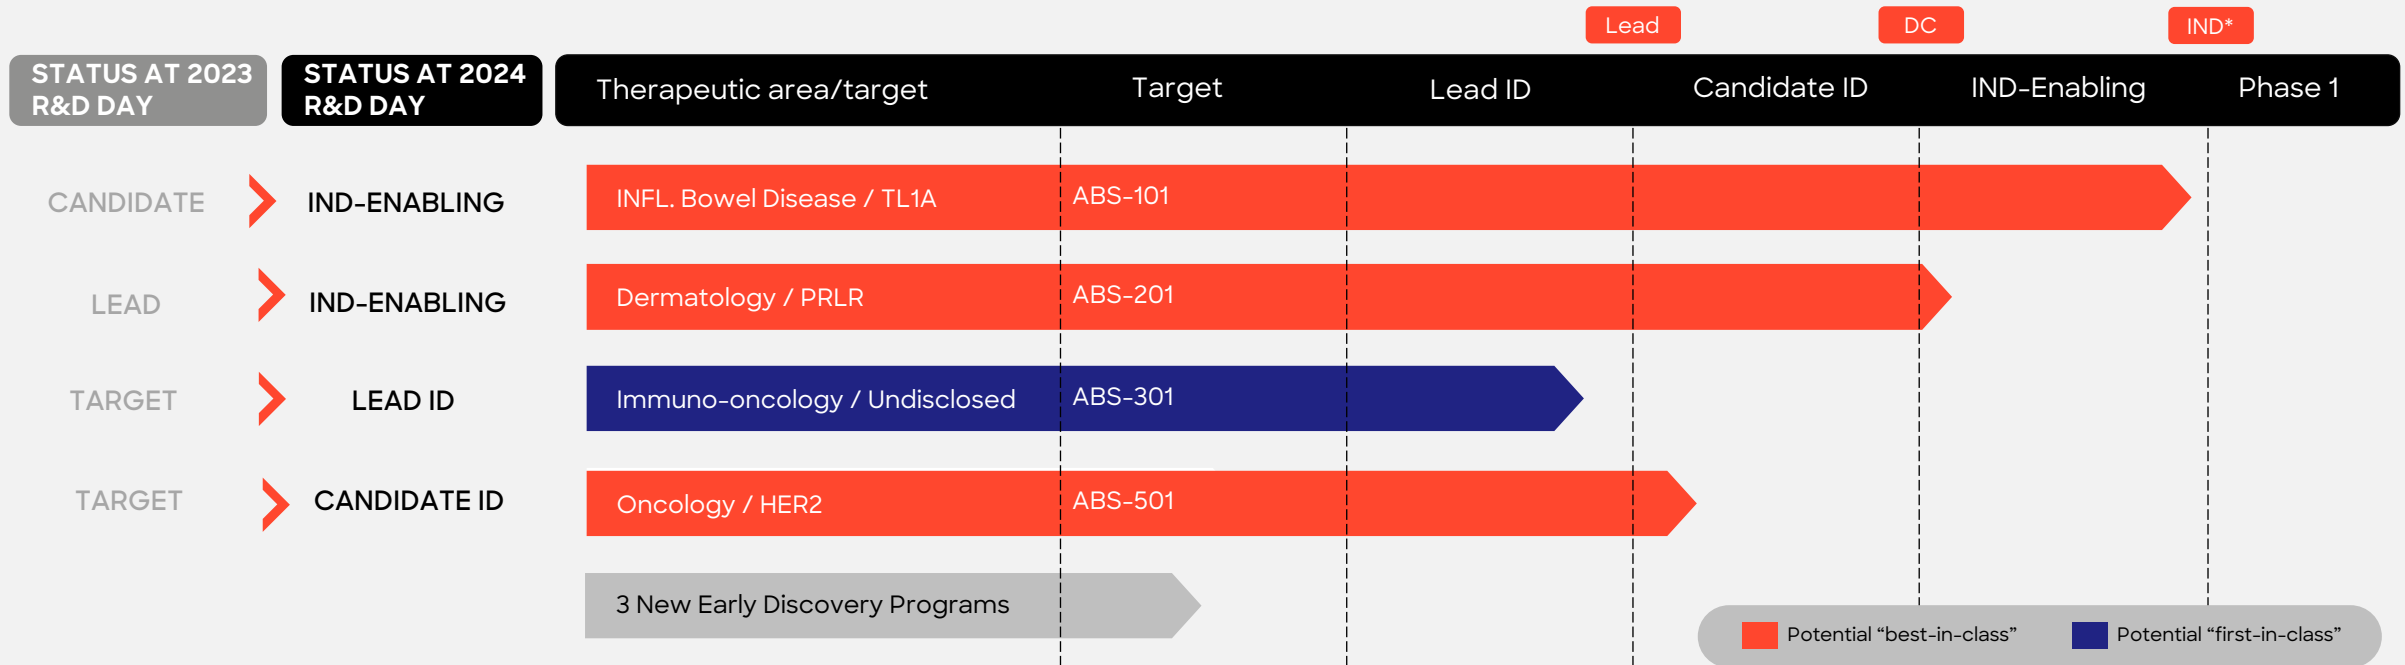 Lead
DC
IND*
STATUS AT 2023
R&D DAY
STATUS AT 2024
R&D DAY
Therapeutic area/target
Target
Lead ID
Candidate ID
IND-Enabling
Phase 1
CANDIDATE
IND-ENABLING
INFL. Bowel Disease / TL1A
ABS-101
LEAD
IND-ENABLING
Dermatology / PRLR
ABS-201
TARGET
LEAD ID
Immuno-oncology / Undisclosed
ABS-301
TARGET
CANDIDATE ID
Oncology / HER2
ABS-501
3 New Early Discovery Programs
Potential “best-in-class”
Potential “first-in-class”